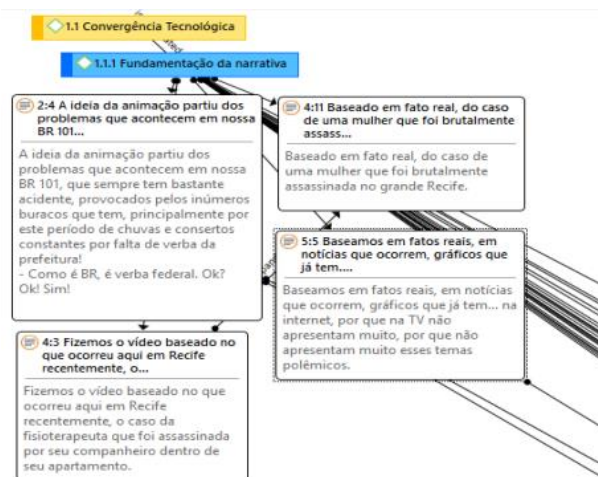 1.1 Convergência Tecnológica
1.1.1 Fundamentação da narrativa
2:4 A ideia da animação partiu dos
problemas que acontecem em nossa
BR 101...
A ideia da animação partiu dos
problemas que acontecem em nossa
BR 101, que sempre tem bastante
acidente, provocados pelos inúmeros
buracos que tem, principalmente por
este período de chuvas e consertos
constantes por falta de verba da
prefeitura!
- Como é BR, é verba federal. Ok?
Ok! Sim!
4:11 Baseado em fato real, do caso
de uma mulher que foi brutalmente
assass...
Baseado em fato real, do caso de
uma mulher que foi brutalmente
assassinada no grande Recife.
5:5 Baseamos em fatos reais, em
notícias que ocorrem, gráficos que
já tem....
Baseamos em fatos reais, em notícias
que ocorrem, gráficos que já tem... na
internet, por que na TV não
apresentam muito, por que não
apresentam muito esses temas
polêmicos.
4:3 Fizemos o vídeo baseado no
que ocorreu aqui em Recife
recentemente, o...
Fizemos o vídeo baseado no que
ocorreu aqui em Recife
recentemente, o caso da
fisioterapeuta que foi assassinada
por seu companheiro dentro de
seu apartamento.